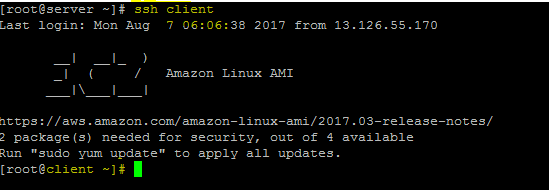 [root@server ~]# ssh client
Last login: Mon Aug  7 06:06:38 2017 from 13.126.55.170

       __|  __|_  )
       _|  (     /   Amazon Linux AMI
      ___|\___|___|

https://aws.amazon.com/amazon-linux-ami/2017.03-release-notes/
2 package(s) needed for security, out of 4 available
Run "sudo yum update" to apply all updates.
[root@client ~]#